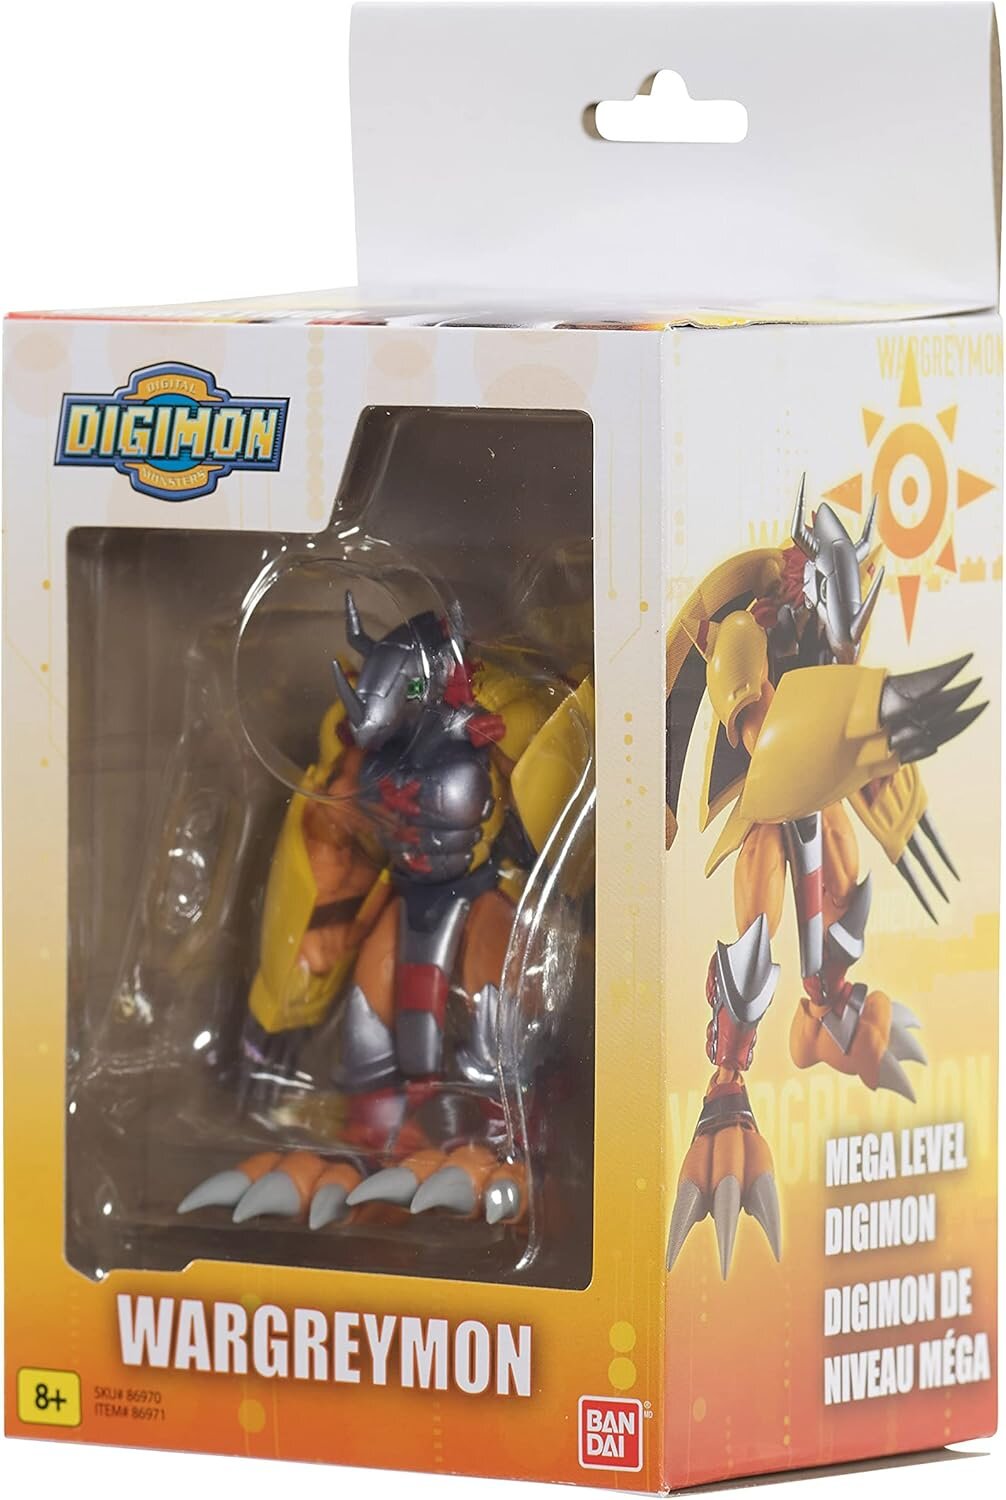 DIGITAL
DIGIMON
MONSTERS
WARGREYMON
8+
SKU# 86970
ITEM# 86971
BAN
DAI
®
MD
WARGREYMON
WARGREYMON
MEGA LEVEL
DIGIMON
DIGIMON DE
NIVEAU MÉGA